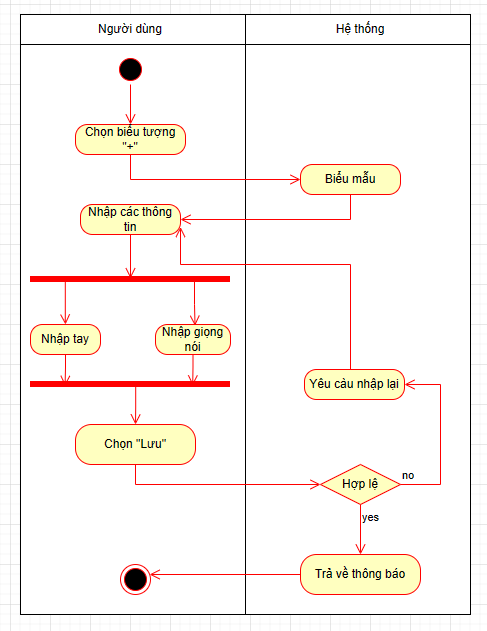 Người dùng
Hệ thống
Chọn biểu tượng
"+"
Biểu mẫu
Nhập các thông
tin
Nhập tay
Nhập giọng
nói
Yêu cầu nhập lại
Chọn "Lưu"
Hợp lệ
no
yes
Trả về thông báo